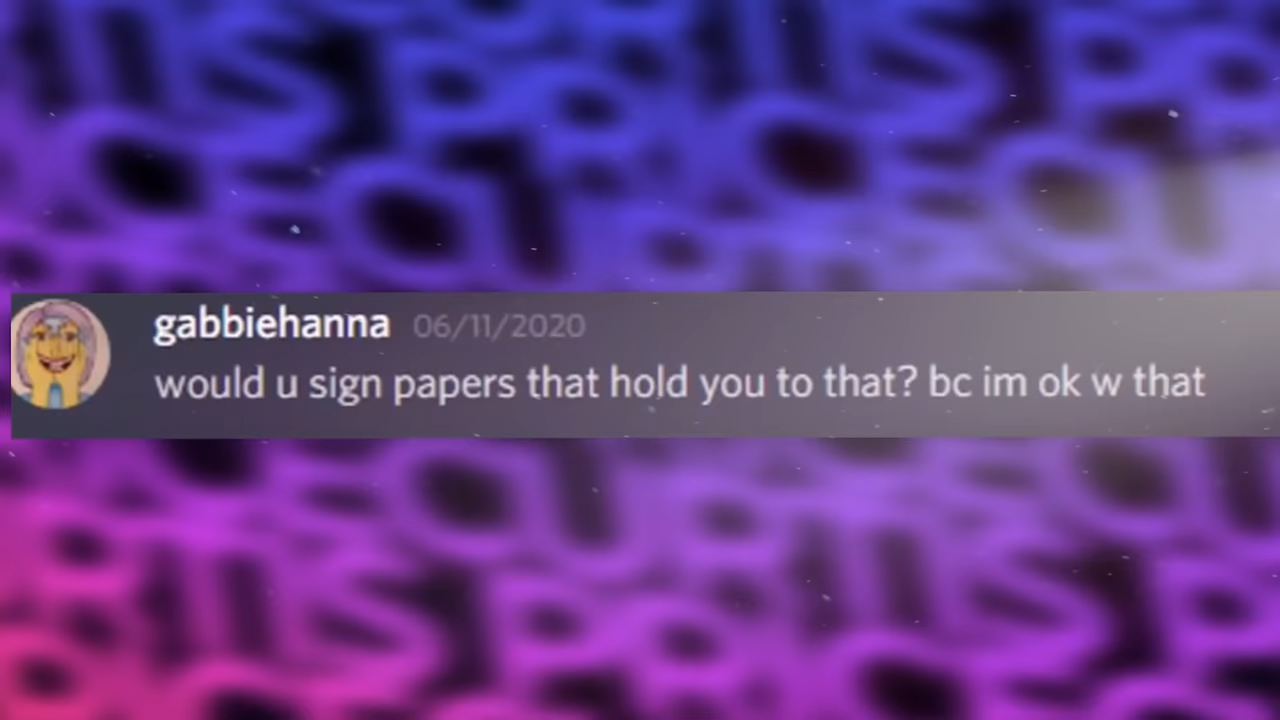 gabbiehanna 06/11/2020
would u sign papers that hold you to that? bc im ok w that